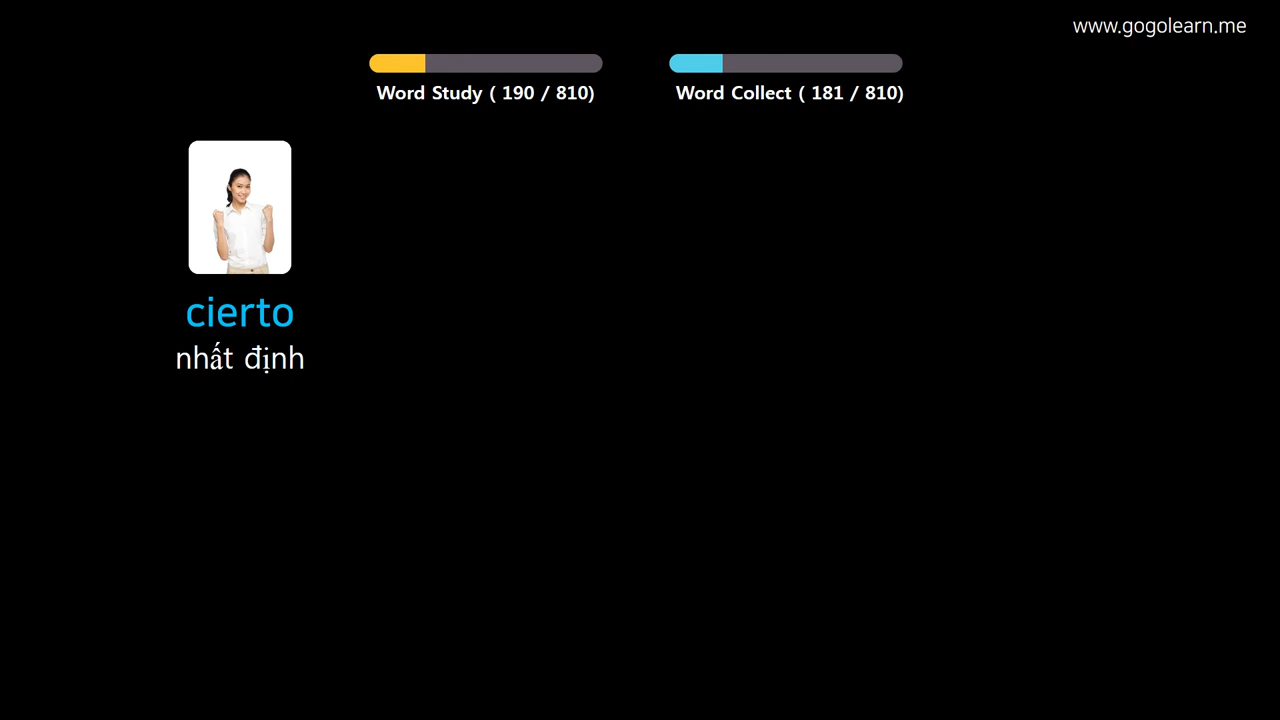 www.gogolearn.me
Word Study ( 190 / 810)
Word Collect ( 181 / 810)
cierto
nhất định